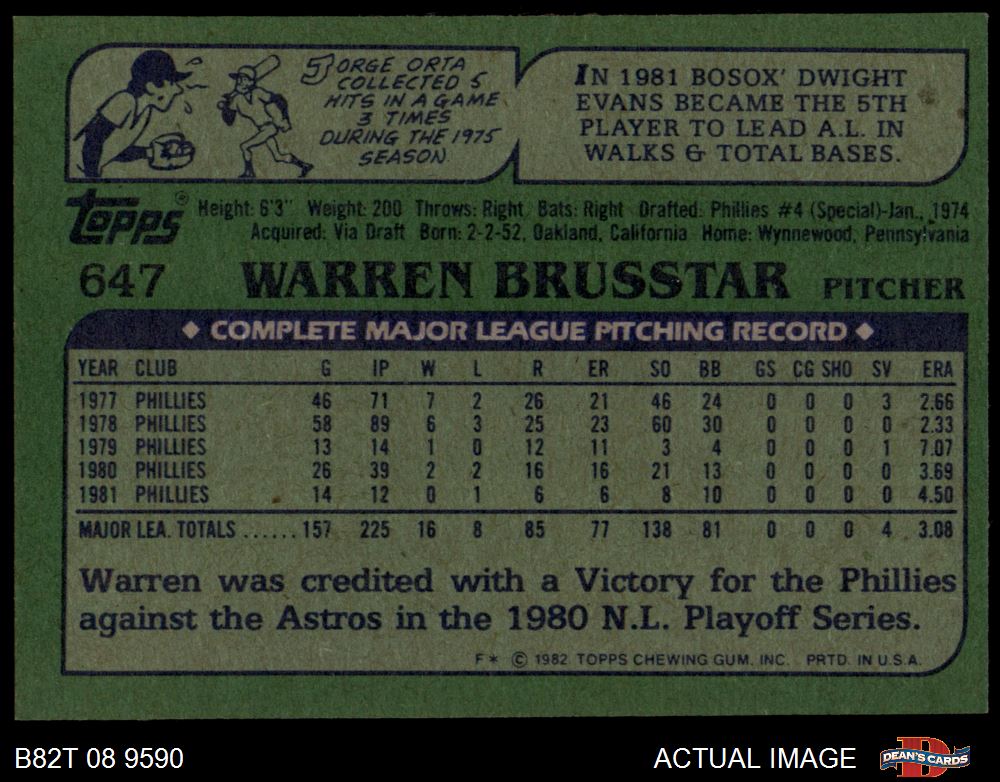 JORGE ORTA
COLLECTED 5
HITS IN A GAME
3 TIMES
DURING THE 1975
SEASON
IN 1981 BOSOX' DWIGHT
EVANS BECAME THE 5TH
PLAYER TO LEAD A.L. IN
WALKS & TOTAL BASES.
Topps ® Height: 6'3" Weight: 200 Throws: Right Bats: Right Drafted: Phillies #4 (Special)-Jan., 1974
Acquired: Via Draft Born: 2-2-52, Oakland, California Home: Wynnewood, Pennsylvania
647 WARREN BRUSSTAR PITCHER
◆ COMPLETE MAJOR LEAGUE PITCHING RECORD ◆
YEAR CLUB G IP W L R ER SO BB GS CG SHO SV ERA
1977 PHILLIES 46 71 7 2 26 21 46 24 0 0 0 3 2.66
1978 PHILLIES 58 89 6 3 25 23 60 30 0 0 0 0 2.33
1979 PHILLIES 13 14 1 0 12 11 3 4 0 0 0 1 7.07
1980 PHILLIES 26 39 2 2 16 16 21 13 0 0 0 0 3.69
1981 PHILLIES 14 12 0 1 6 6 8 10 0 0 0 0 4.50
MAJOR LEA. TOTALS ...... 157 225 16 8 85 77 138 81 0 0 0 4 3.08
Warren was credited with a Victory for the Phillies
against the Astros in the 1980 N.L. Playoff Series.
F* © 1982 TOPPS CHEWING GUM, INC. PRTD. IN U.S.A.
B82T 08 9590 ACTUAL IMAGE D DEAN'S CARDS